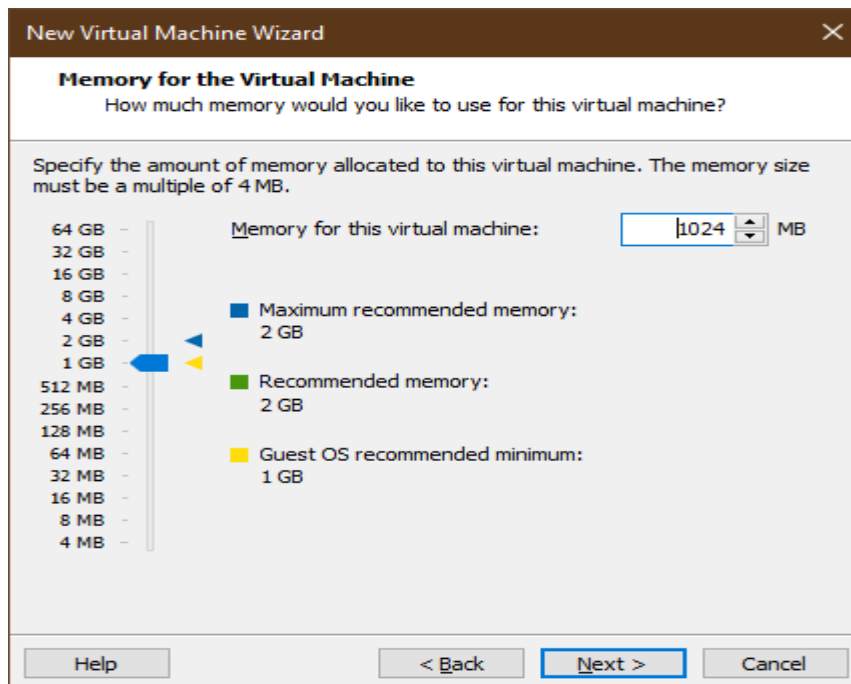 New Virtual Machine Wizard
Memory for the Virtual Machine
How much memory would you like to use for this virtual machine?
Specify the amount of memory allocated to this virtual machine. The memory size
must be a multiple of 4 MB.
64 GB
Memory for this virtual machine:
1024
MB
32 GB
16 GB
8 GB
4 GB
2 GB
1 GB
512 MB
256 MB
128 MB
64 MB
32 MB
16 MB
8 MB
4 MB
Maximum recommended memory:
2 GB
Recommended memory:
2 GB
Guest OS recommended minimum:
1 GB
Help
< Back
Next >
Cancel